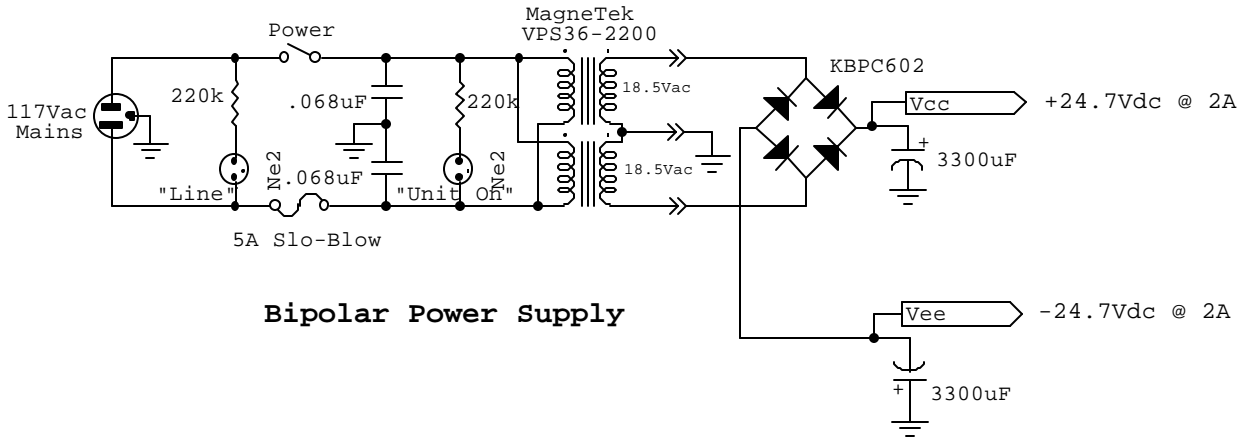 MagneTek
VPS36-2200
Power
KBPC602
220k
.068uF
220k
18.5Vac
Vcc
+24.7Vdc @ 2A
117Vac
Mains
+
3300uF
Ne2
Ne2
18.5Vac
.068uF
"Line"
"Unit On"
5A Slo-Blow
Bipolar Power Supply
Vee
-24.7Vdc @ 2A
+
3300uF